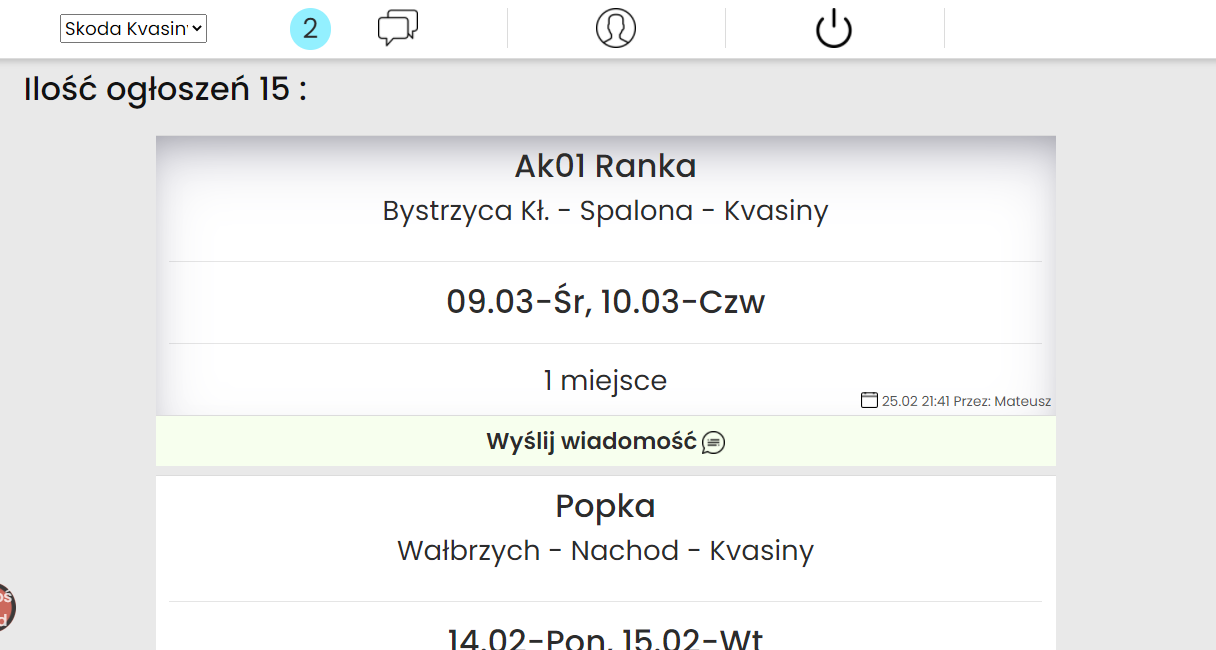 Skoda Kvasin
2
Ilość ogłoszeń 15 :
Ak01 Ranka
Bystrzyca Kł. - Spalona - Kvasiny
09.03-Śr, 10.03-Czw
1 miejsce
25.02 21:41 Przez: Mateusz
Wyślij wiadomość
Popka
Wałbrzych - Nachod - Kvasiny
14.02-Pon, 15.02-Wt